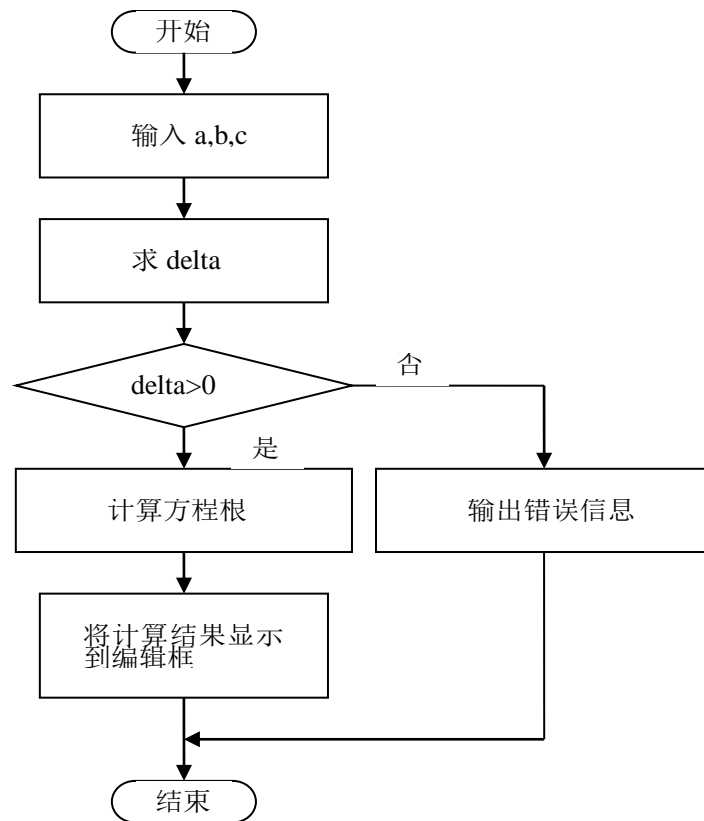 开始
输入 a,b,c
求 delta
delta>0
否
是
计算方程根
输出错误信息
将计算结果显示
到编辑框
结束